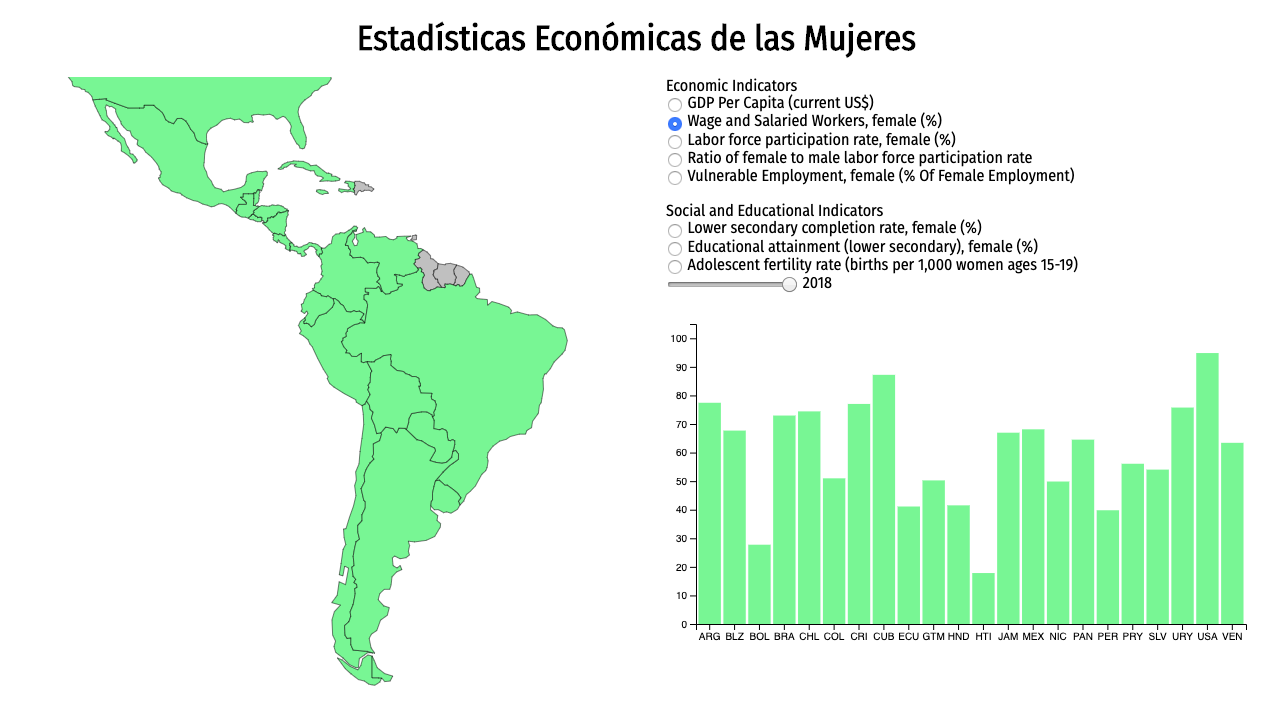 Estadísticas Económicas de las Mujeres
Economic Indicators
GDP Per Capita (current US$)
Wage and Salaried Workers, female (%)
Labor force participation rate, female (%)
Ratio of female to male labor force participation rate
Vulnerable Employment, female (% Of Female Employment)
Social and Educational Indicators
Lower secondary completion rate, female (%)
Educational attainment (lower secondary), female (%)
Adolescent fertility rate (births per 1,000 women ages 15-19)
2018
100
90
80
70
60
50
40
30
20
10
0
ARG BLZ BOL BRA CHL COL CRI CUB ECU GTM HND HTI JAM MEX NIC PAN PER PRY SLV URY USA VEN